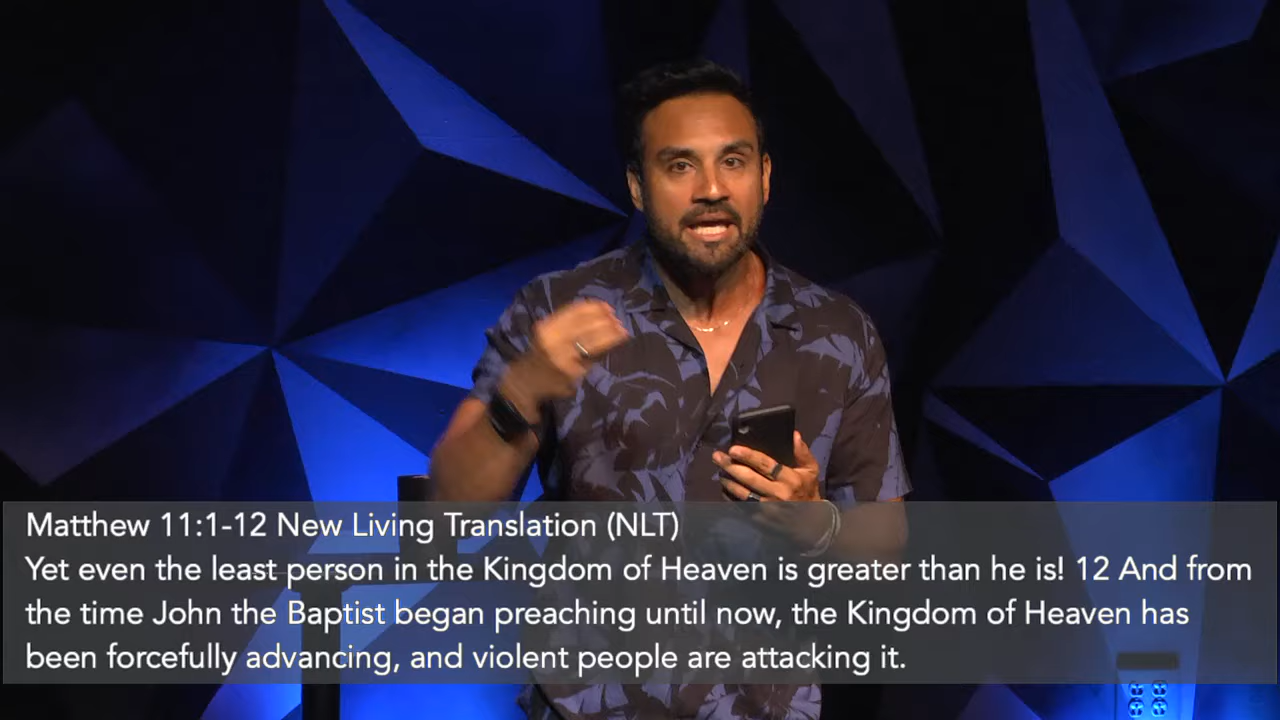 Matthew 11:1-12 New Living Translation (NLT)
Yet even the least person in the Kingdom of Heaven is greater than he is! 12 And from
the time John the Baptist began preaching until now, the Kingdom of Heaven has
been forcefully advancing, and violent people are attacking it.